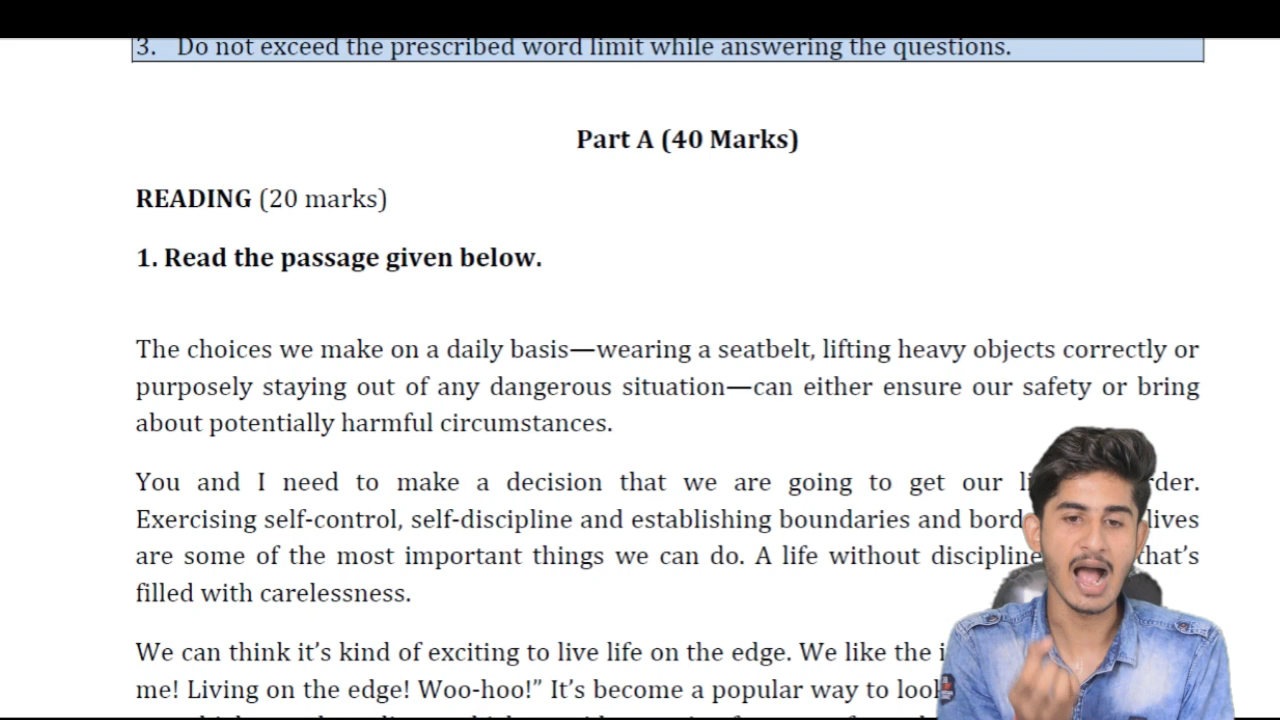 3. Do not exceed the prescribed word limit while answering the questions.
Part A (40 Marks)
READING (20 marks)
1. Read the passage given below.
The choices we make on a daily basis—wearing a seatbelt, lifting heavy objects correctly or
purposely staying out of any dangerous situation—can either ensure our safety or bring
about potentially harmful circumstances.
You and I need to make a decision that we are going to get our
Exercising self-control, self-discipline and establishing boundaries and lives
are some of the most important things we can do. A life without discipline that’s
filled with carelessness.
We can think it’s kind of exciting to live life on the edge. We like the
me! Living on the edge! Woo-hoo!” It’s become a popular way to